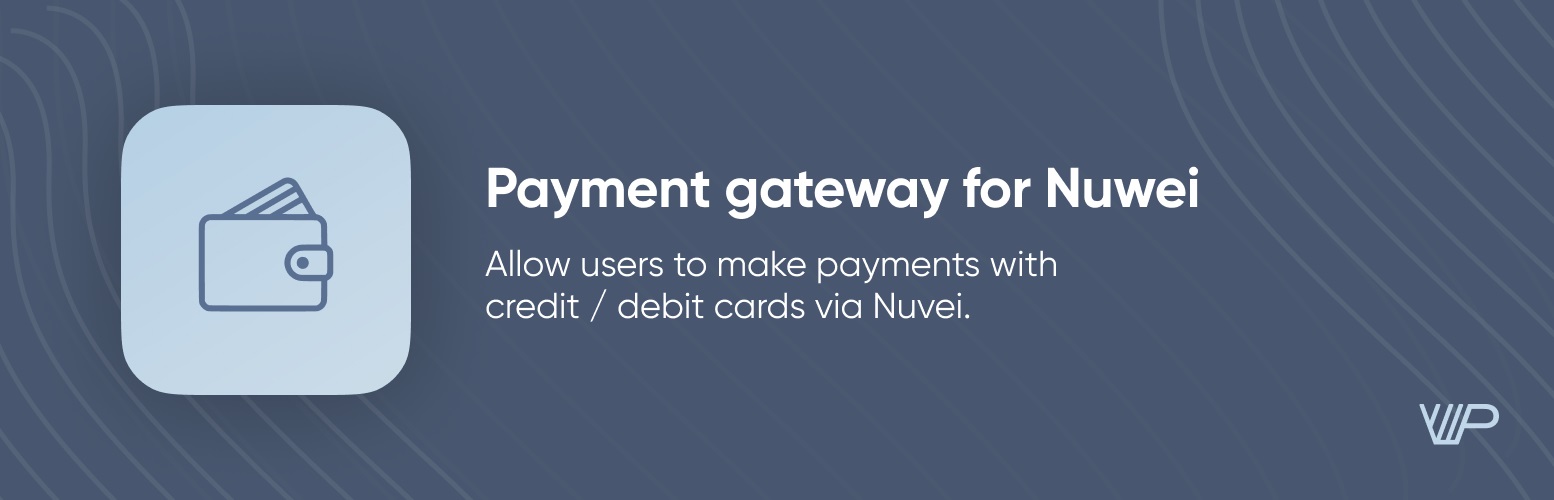 Payment gateway for Nuwei
Allow users to make payments with
credit / debit cards via Nuvei.
WP